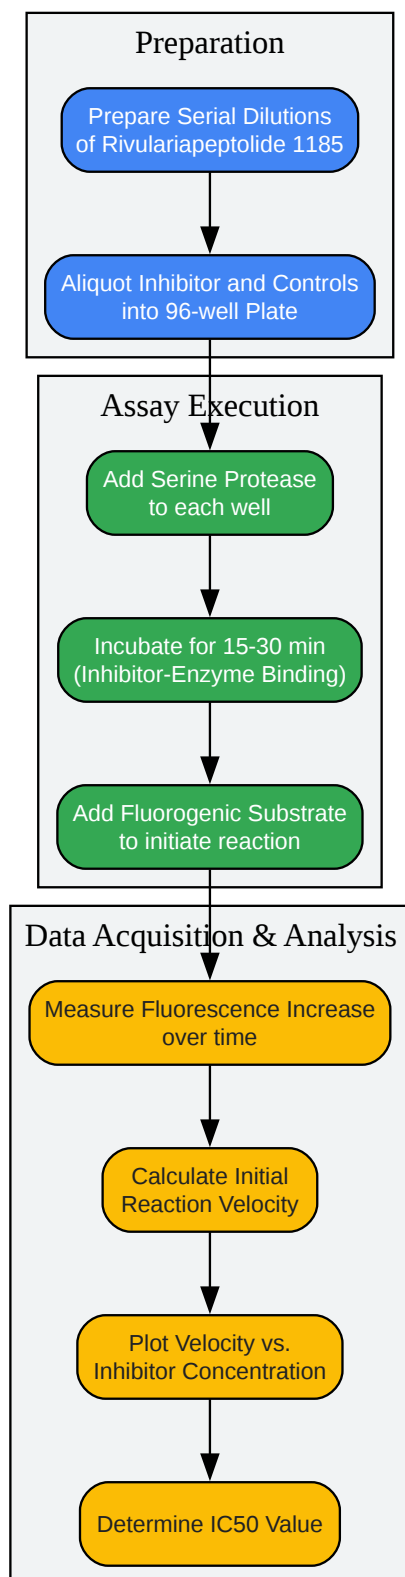 Preparation
Prepare Serial Dilutions
of Rivulariapeptolide 1185
Aliquot Inhibitor and Controls
into 96-well Plate
Assay Execution
Add Serine Protease
to each well
Incubate for 15-30 min
(Inhibitor-Enzyme Binding)
Add Fluorogenic Substrate
to initiate reaction
Data Acquisition & Analysis
Measure Fluorescence Increase
over time
Calculate Initial
Reaction Velocity
Plot Velocity vs.
Inhibitor Concentration
Determine IC50 Value